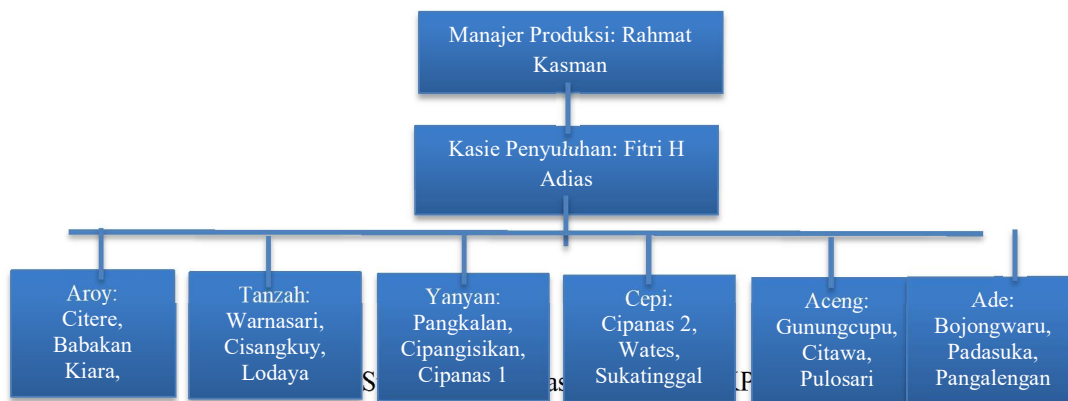 Manajer Produksi: Rahmat
Kasman
Kasie Penyuluhan: Fitri H
Adias
Aroy:
Citere,
Babakan
Kiara,
Tanzah:
Warnasari,
Cisangkuy,
Lodaya
Yanyan:
Pangkalan,
Cipangisikan,
Cipanas 1
Cepi:
Cipanas 2,
Wates,
Sukatinggal
Aceng:
Gunungcupu,
Citawa,
Pulosari
Ade:
Bojongwaru,
Padasuka,
Pangalengan